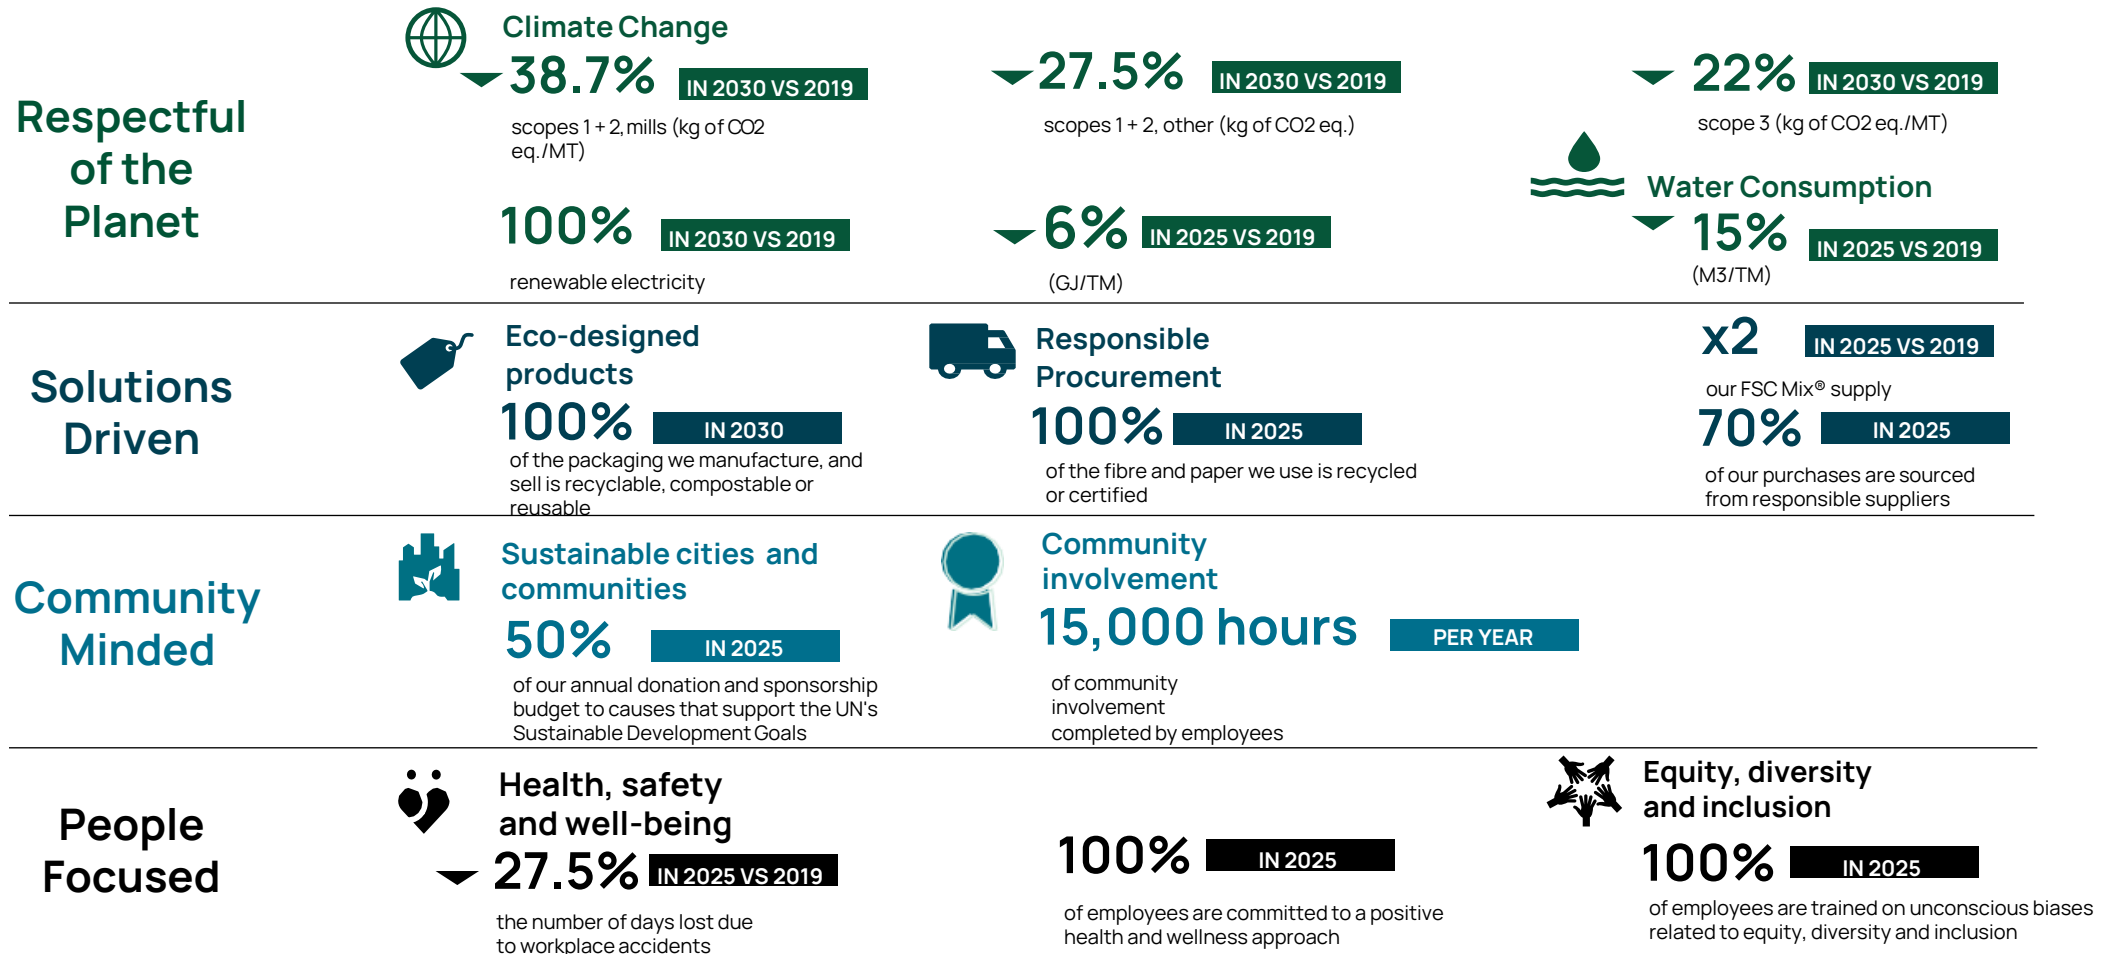 Respectful
of the
Planet
Climate Change
38.7% IN 2030 VS 2019
scopes 1 + 2, mills (kg of CO2
eq./MT)
27.5% IN 2030 VS 2019
scopes 1 + 2, other (kg of CO2 eq.)
22% IN 2030 VS 2019
scope 3 (kg of CO2 eq./MT)
100% IN 2030 VS 2019
renewable electricity
6% IN 2025 VS 2019
(GJ/TM)
Water Consumption
15% IN 2025 VS 2019
(M3/TM)
Solutions
Driven
Eco-designed
products
100% IN 2030
of the packaging we manufacture, and
sell is recyclable, compostable or
reusable
Responsible
Procurement
100% IN 2025
of the fibre and paper we use is recycled
or certified
x2 IN 2025 VS 2019
our FSC Mix® supply
70% IN 2025
of our purchases are sourced
from responsible suppliers
Community
Minded
Sustainable cities and
communities
50% IN 2025
of our annual donation and sponsorship
budget to causes that support the UN's
Sustainable Development Goals
Community
involvement
15,000 hours PER YEAR
of community
involvement
completed by employees
People
Focused
Health, safety
and well-being
27.5% IN 2025 VS 2019
the number of days lost due
to workplace accidents
100% IN 2025
of employees are committed to a positive
health and wellness approach
Equity, diversity
and inclusion
100% IN 2025
of employees are trained on unconscious biases
related to equity, diversity and inclusion